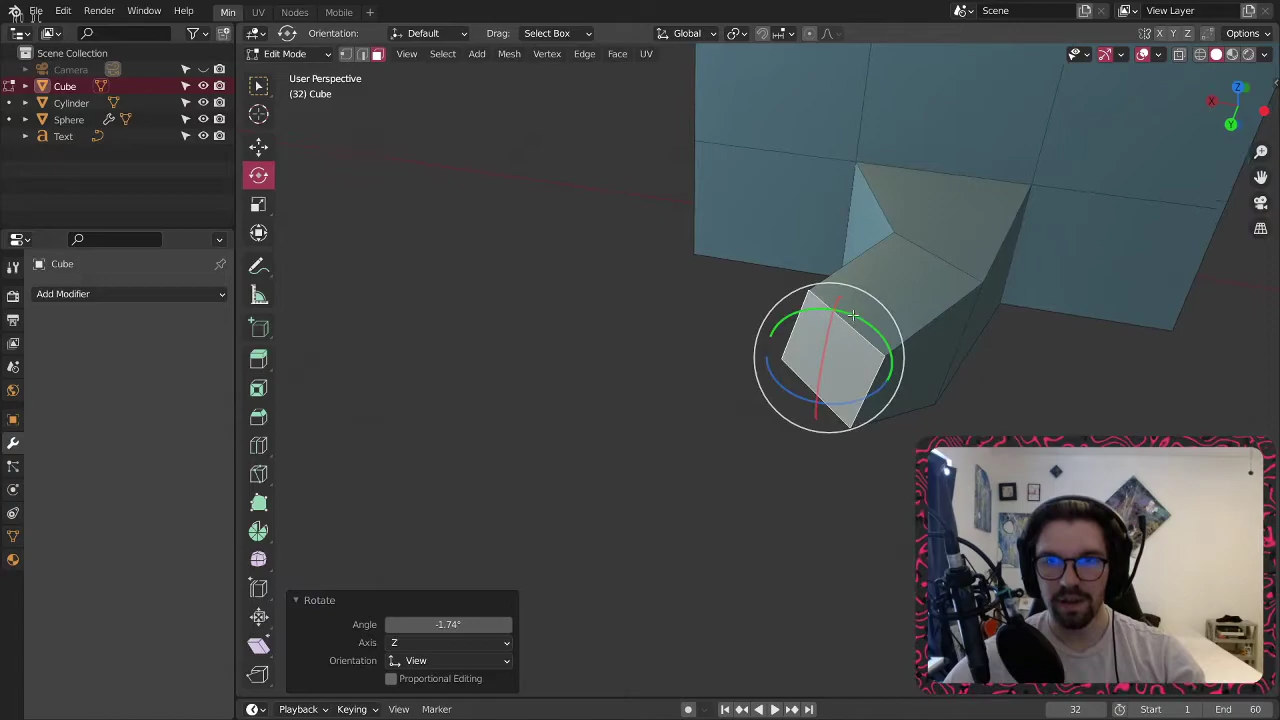 File Edit Render Window Help
Min UV Nodes Mobile +
Scene
View Layer
Orientation: Default Drag: Select Box
Global
X Y Z
Options
Edit Mode
View Select Add Mesh Vertex Edge Face UV
Scene Collection
Camera
Cube
Cylinder
Sphere
Text
User Perspective
(32) Cube
Z
X
Y
Cube
Add Modifier
Rotate
Angle -1.74°
Axis Z
Orientation View
Proportional Editing
Playback Keying View Marker
32 Start 1 End 60